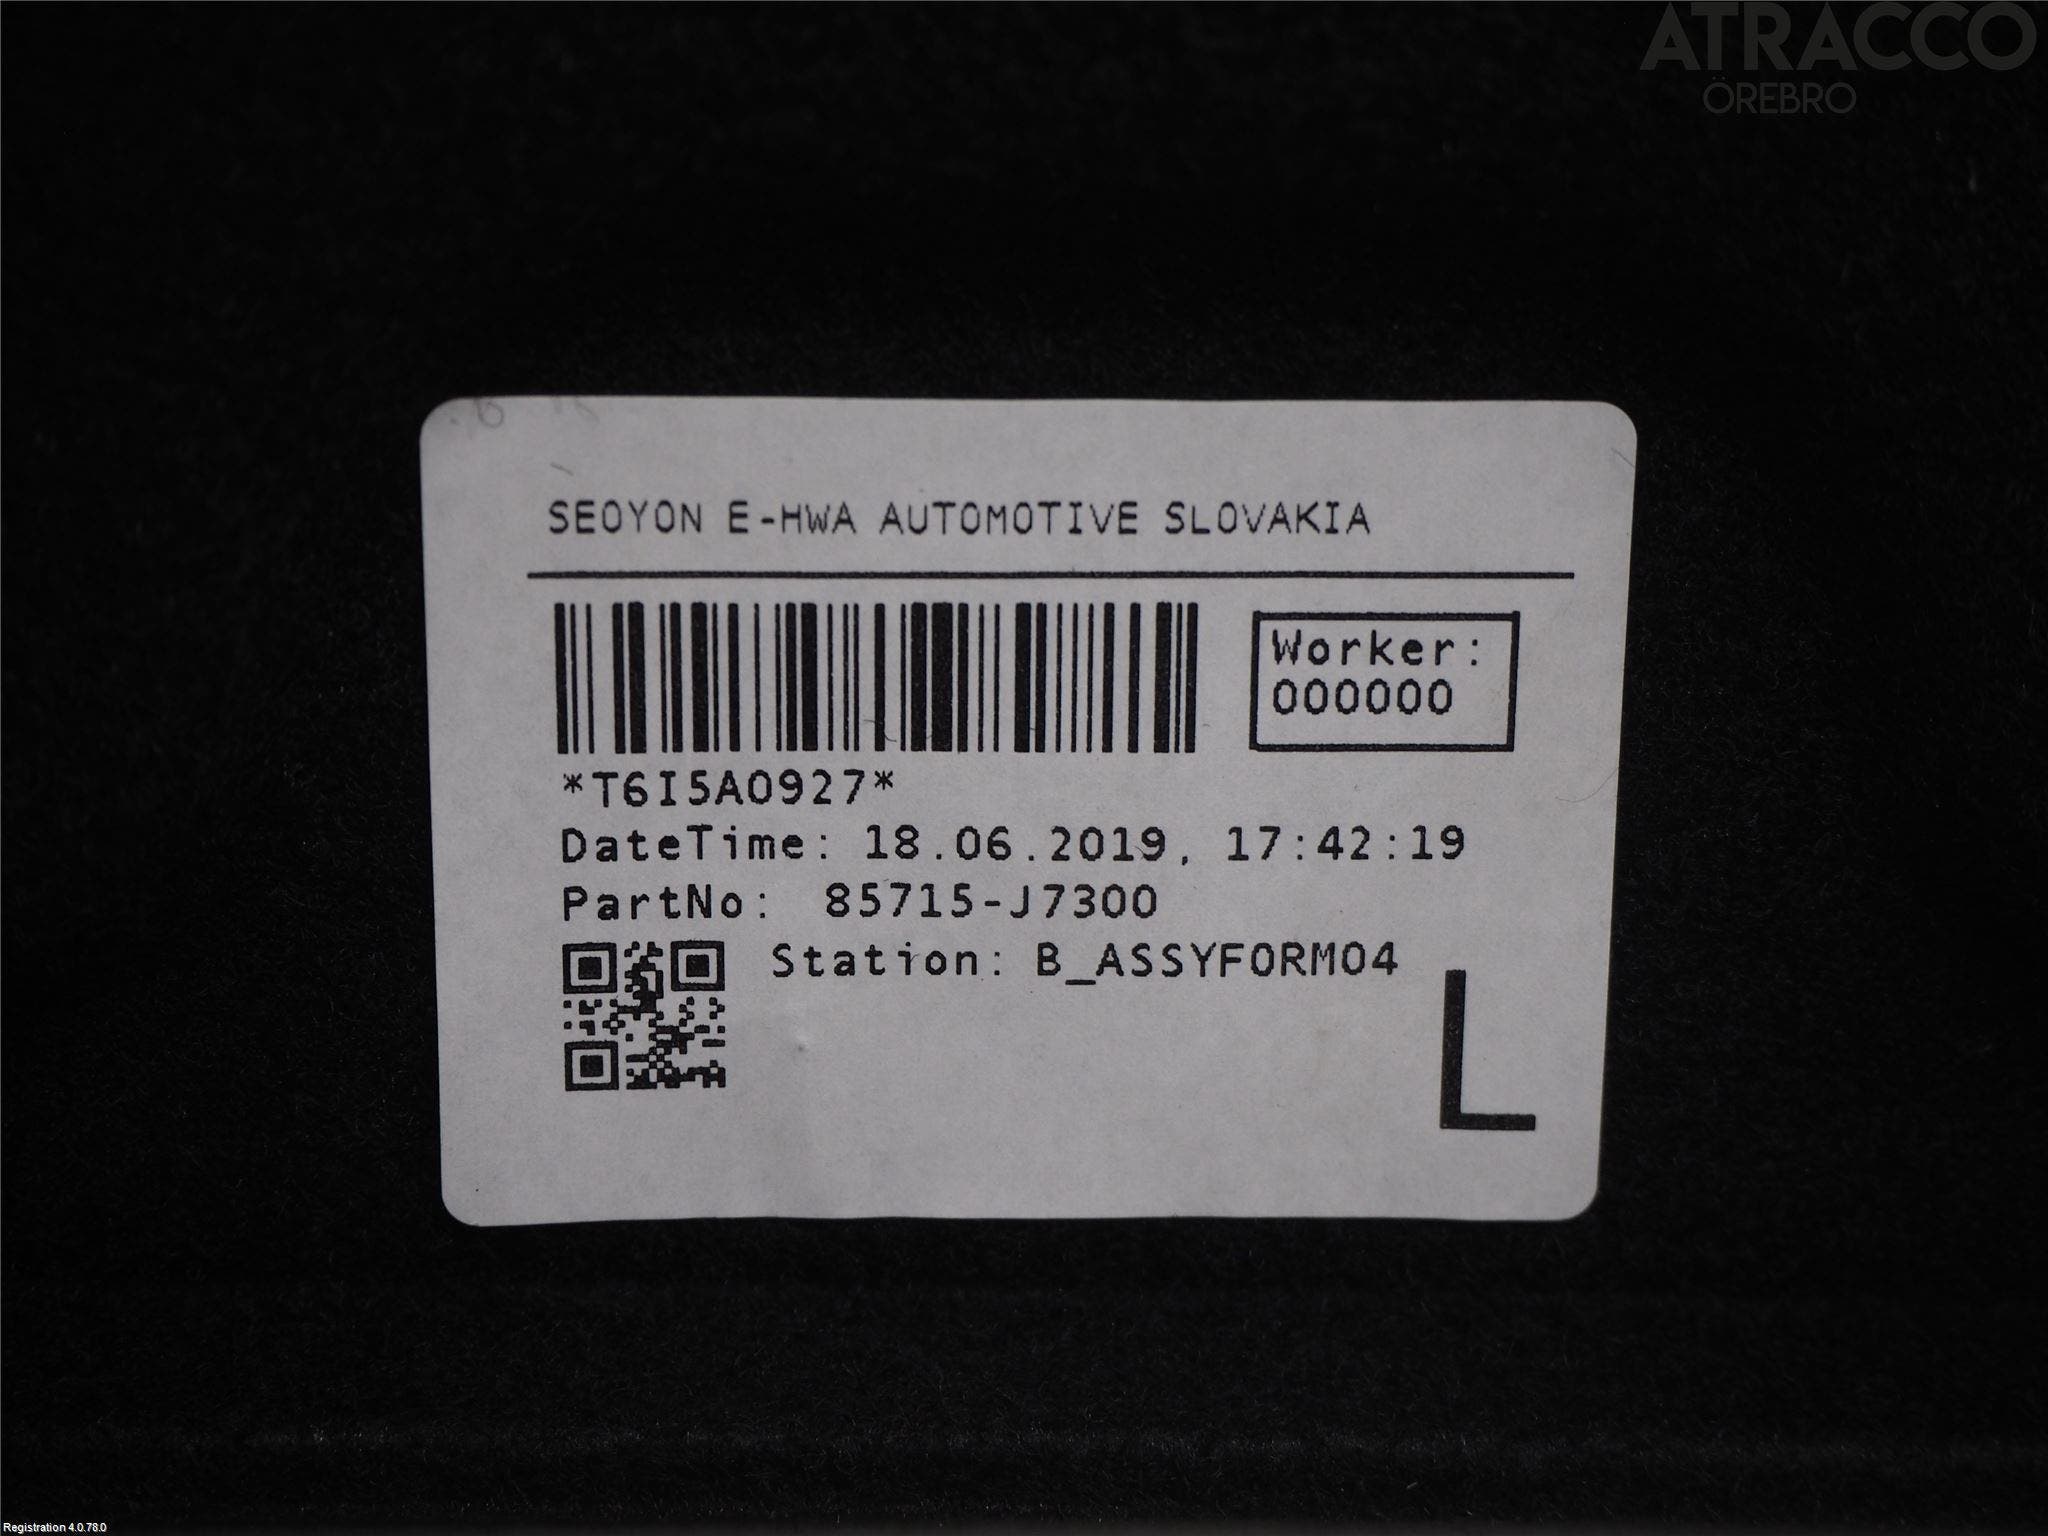 ATRACCO
ÖREBRO
SEOYON E-HWA AUTOMOTIVE SLOVAKIA
Worker:
000000
*T6I5A0927*
DateTime: 18.06.2019, 17:42:19
PartNo: 85715-J7300
Station: B_ASSYFORM04
L
Registration 4.0.78.0